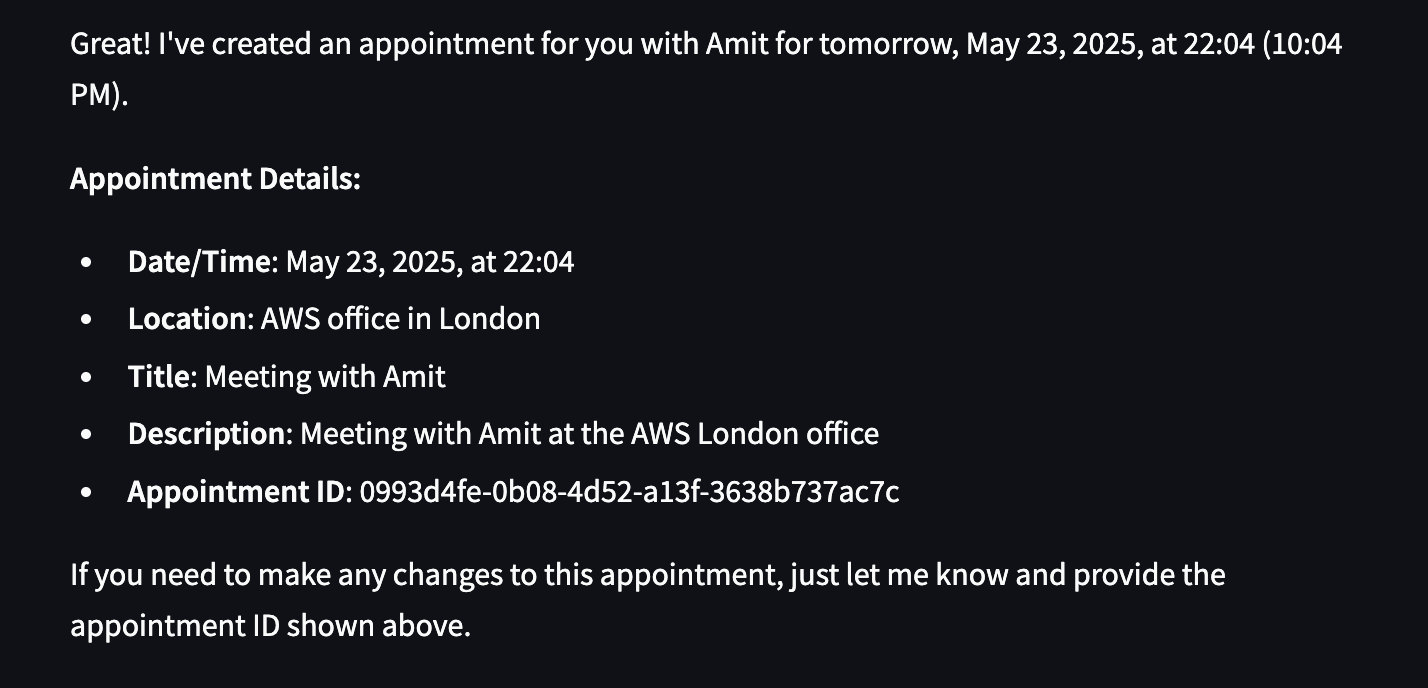 Great! I've created an appointment for you with Amit for tomorrow, May 23, 2025, at 22:04 (10:04
PM).
Appointment Details:
• Date/Time: May 23, 2025, at 22:04
• Location: AWS office in London
• Title: Meeting with Amit
• Description: Meeting with Amit at the AWS London office
• Appointment ID: 0993d4fe-0b08-4d52-a13f-3638b737ac7c
If you need to make any changes to this appointment, just let me know and provide the
appointment ID shown above.